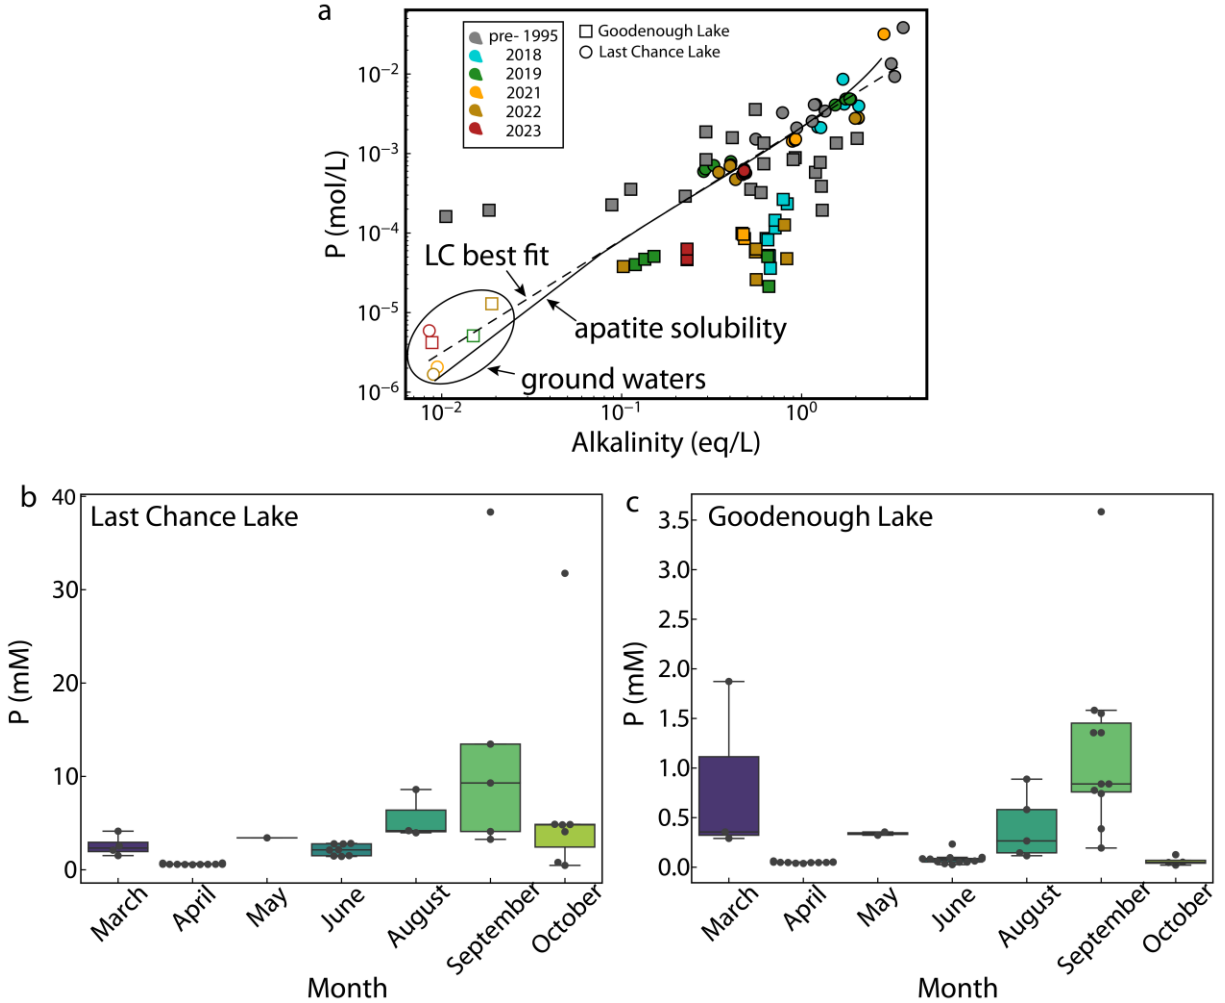 a
pre- 1995
2018
2019
2021
2022
2023
Goodenough Lake
Last Chance Lake
10⁻²
10⁻³
10⁻⁴
10⁻⁵
10⁻⁶
P (mol/L)
LC best fit
apatite solubility
ground waters
10⁻²
10⁻¹
10⁰
Alkalinity (eq/L)
b
Last Chance Lake
40
30
20
10
0
P (mM)
March
April
May
June
August
September
October
Month
c
Goodenough Lake
3.5
3.0
2.5
2.0
1.5
1.0
0.5
0.0
P (mM)
March
April
May
June
August
September
October
Month